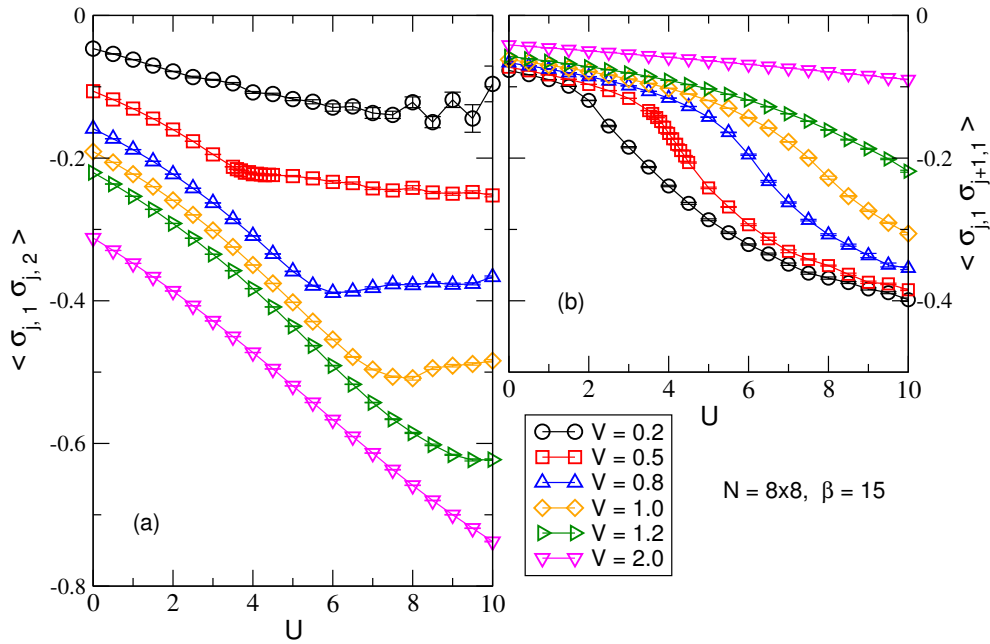 0
-0.2
-0.4
-0.6
-0.8
< σj, 1 σj, 2 >
0 2 4 6 8 10
U
(a)
0
-0.2
-0.4
< σj,1 σj+1,1 >
0 2 4 6 8 10
U
(b)
V = 0.2
V = 0.5
V = 0.8
V = 1.0
V = 1.2
V = 2.0
N = 8x8, β = 15